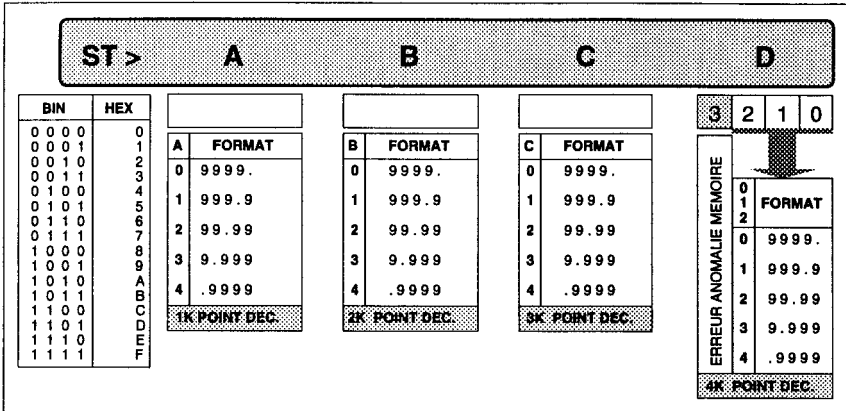 ST > A B C D
BIN HEX
0 0 0 0 0
0 0 0 1 1
0 0 1 0 2
0 0 1 1 3
0 1 0 0 4
0 1 0 1 5
0 1 1 0 6
0 1 1 1 7
1 0 0 0 8
1 0 0 1 9
1 0 1 0 A
1 0 1 1 B
1 1 0 0 C
1 1 0 1 D
1 1 1 0 E
1 1 1 1 F
A FORMAT
0 9999.
1 999.9
2 99.99
3 9.999
4 .9999
1K POINT DEC.
B FORMAT
0 9999.
1 999.9
2 99.99
3 9.999
4 .9999
2K POINT DEC.
C FORMAT
0 9999.
1 999.9
2 99.99
3 9.999
4 .9999
3K POINT DEC.
3 2 1 0
ERREUR ANOMALIE MEMOIRE
0
1
2
FORMAT
0 9999.
1 999.9
2 99.99
3 9.999
4 .9999
4K POINT DEC.